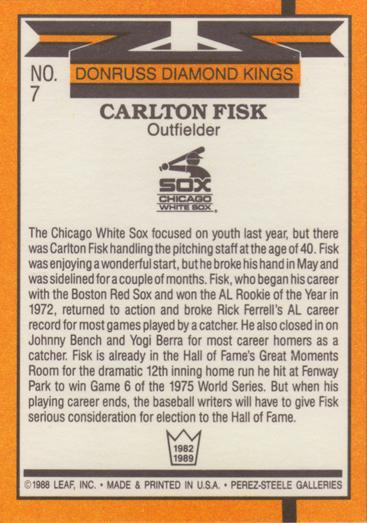 NO.
7
DONRUSS DIAMOND KINGS
CARLTON FISK
Outfielder
SOX
CHICAGO
WHITE SOX
The Chicago White Sox focused on youth last year, but there
was Carlton Fisk handling the pitching staff at the age of 40. Fisk
was enjoying a wonderful start, but he broke his hand in May and
was sidelined for a couple of months. Fisk, who began his career
with the Boston Red Sox and won the AL Rookie of the Year in
1972, returned to action and broke Rick Ferrell's AL career
record for most games played by a catcher. He also closed in on
Johnny Bench and Yogi Berra for most career homers as a
catcher. Fisk is already in the Hall of Fame's Great Moments
Room for the dramatic 12th inning home run he hit at Fenway
Park to win Game 6 of the 1975 World Series. But when his
playing career ends, the baseball writers will have to give Fisk
serious consideration for election to the Hall of Fame.
1982
1989
©1988 LEAF, INC. • MADE & PRINTED IN U.S.A. • PEREZ-STEELE GALLERIES